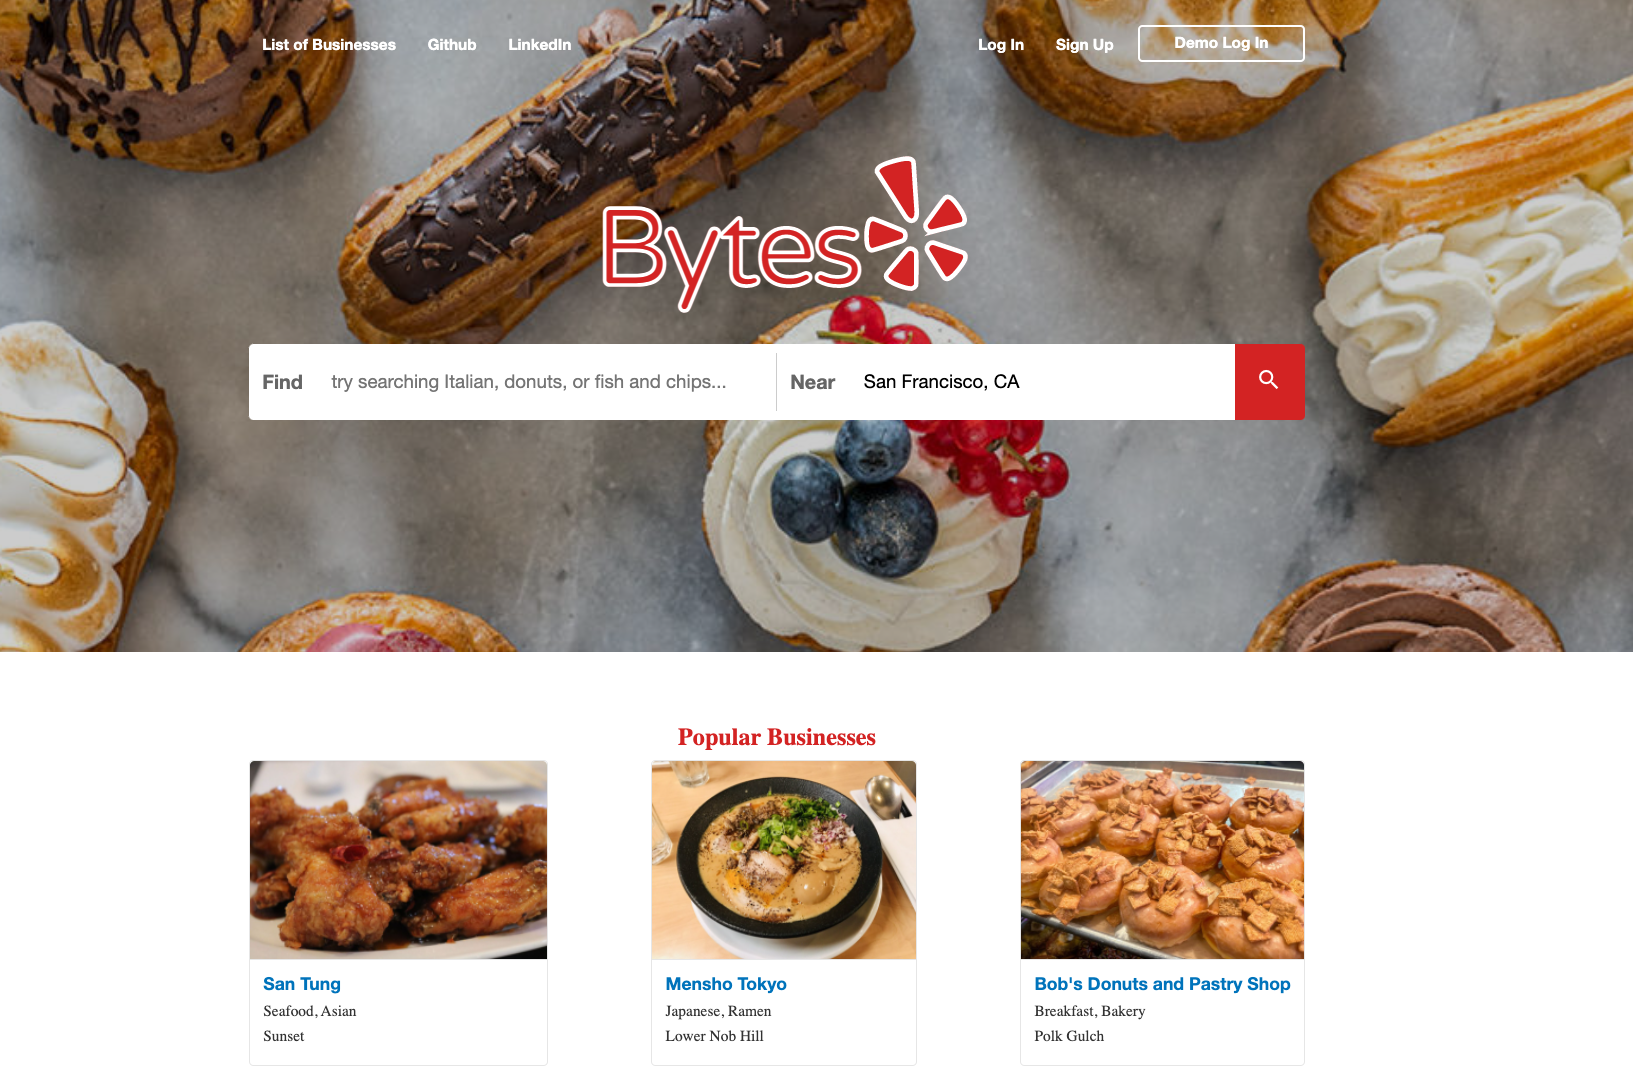 List of Businesses Github LinkedIn Log In Sign Up Demo Log In
Bytes
Find try searching Italian, donuts, or fish and chips... Near San Francisco, CA
Popular Businesses
San Tung
Seafood, Asian
Sunset
Mensho Tokyo
Japanese, Ramen
Lower Nob Hill
Bob's Donuts and Pastry Shop
Breakfast, Bakery
Polk Gulch